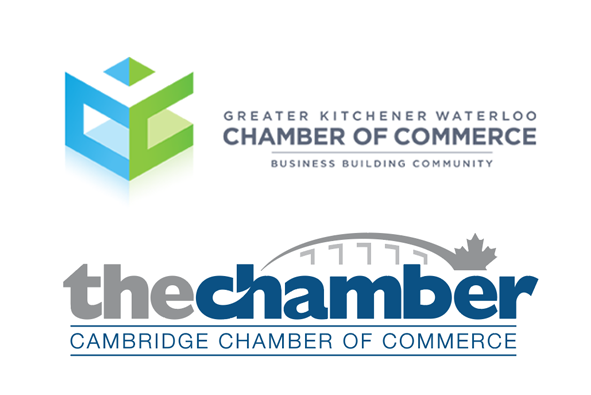 GREATER KITCHENER WATERLOO
CHAMBER OF COMMERCE
BUSINESS BUILDING COMMUNITY
thechamber
CAMBRIDGE CHAMBER OF COMMERCE